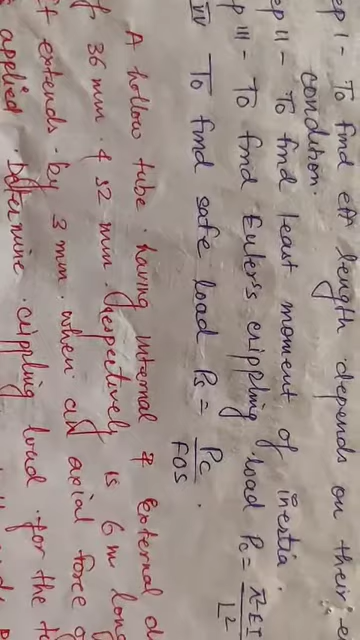 ep I - To find eff length depends on their e
condition.
ep II - To find least moment of inertia.
p III - To find Euler's crippling load Pc = π²EI/L²
IV To find safe load Ps = Pc/FOS.
A hollow tube having internal & External d
f 36 mm & 52 mm respectively is 6 m long
it extends by 3 mm when an axial force o
applied. Determine crippling load for the t